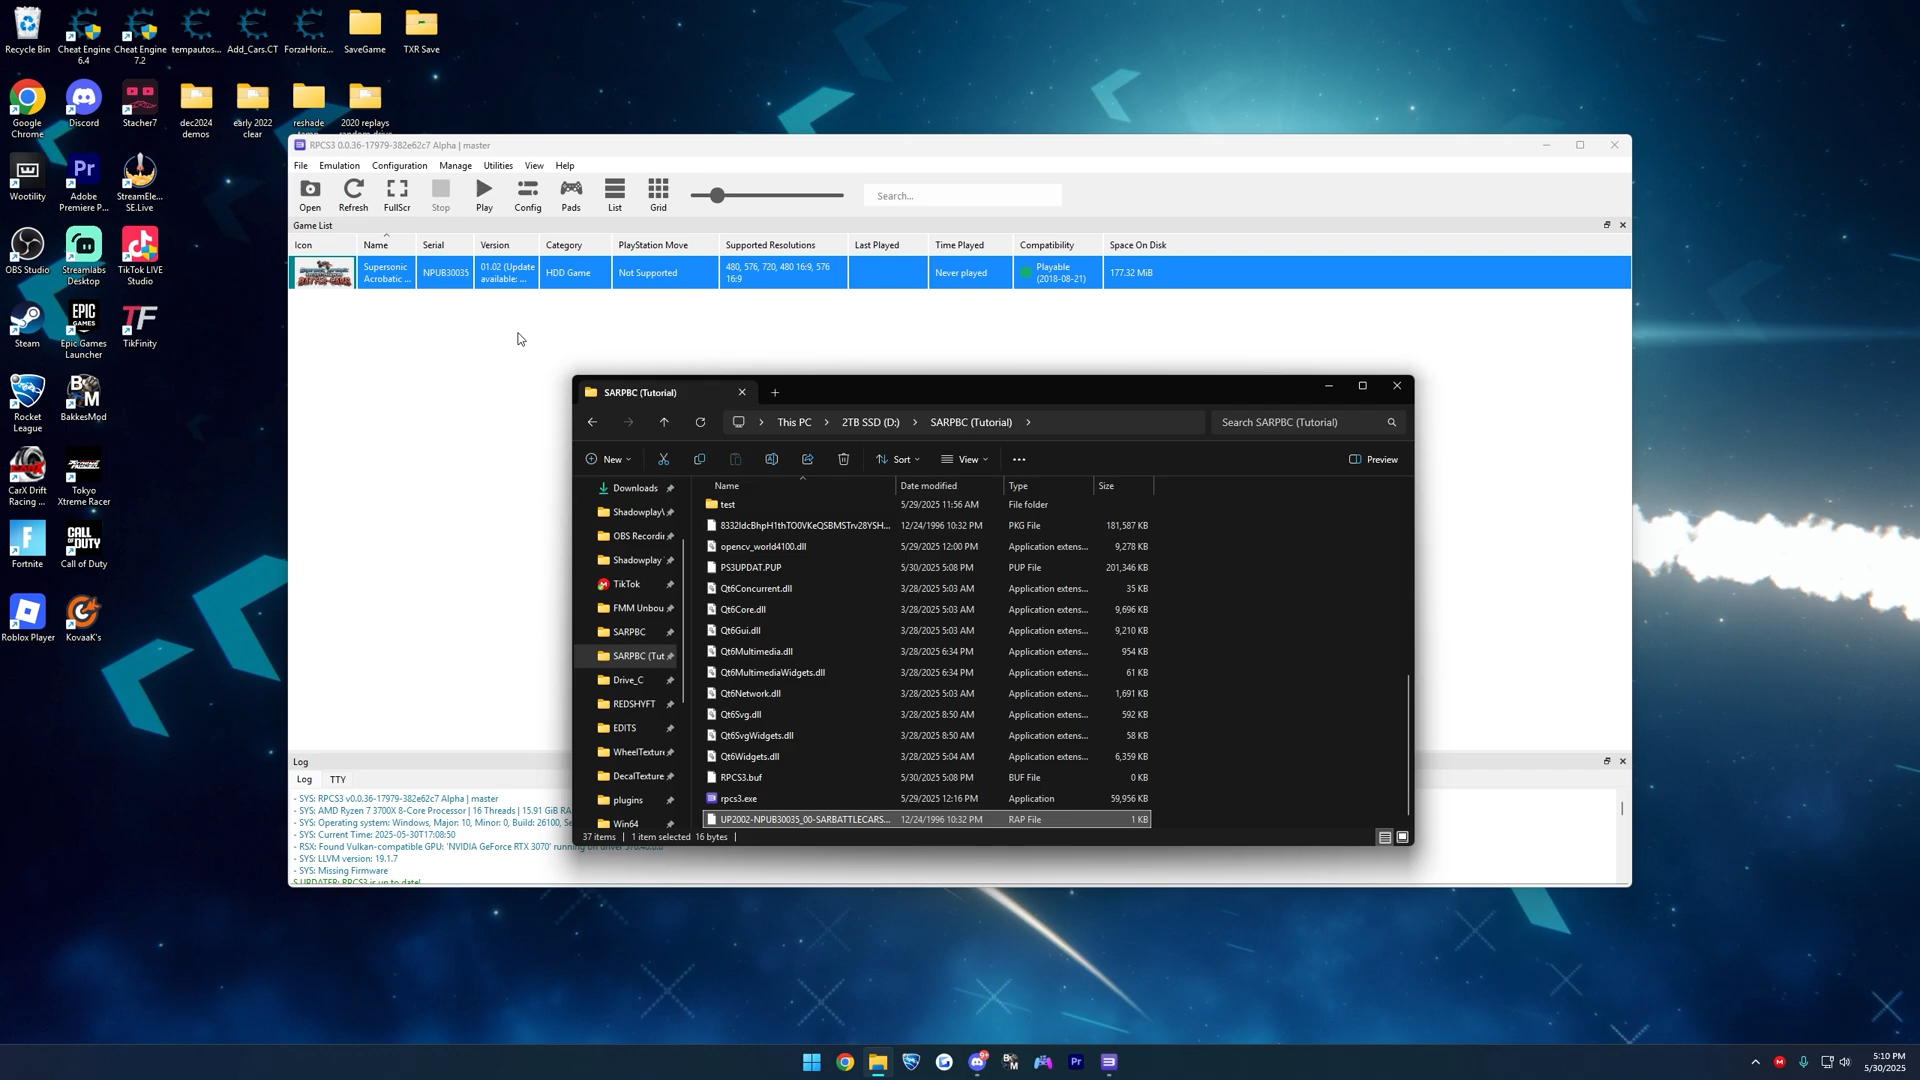 Recycle Bin
Cheat Engine 6.4
Cheat Engine 7.2
tempautos...
Add_Cars.CT
ForzaHoriz...
SaveGame
TXR Save
Google Chrome
Discord
Stacher7
dec2024 demos
early 2022 clear
reshade
2020 replays
Wootility
Adobe Premiere P...
StreamEle... SE.Live
OBS Studio
Streamlabs Desktop
TikTok LIVE Studio
Steam
Epic Games Launcher
TikFinity
Rocket League
BakkesMod
CarX Drift Racing ...
Tokyo Xtreme Racer
Fortnite
Call of Duty
Roblox Player
KovaaK's
RPCS3 0.0.36-17979-382e62c7 Alpha | master
File Emulation Configuration Manage Utilities View Help
Open Refresh FullScr Stop Play Config Pads List Grid Search...
Game List
Icon Name Serial Version Category PlayStation Move Supported Resolutions Last Played Time Played Compatibility Space On Disk
Supersonic Acrobatic ... NPUB30035 01.02 (Update available: ... HDD Game Not Supported 480, 576, 720, 480 16:9, 576 16:9 Never played Playable (2018-08-21) 177.32 MiB
SARPBC (Tutorial)
This PC 2TB SSD (D:) SARPBC (Tutorial) Search SARPBC (Tutorial)
New Sort View Preview
Name Date modified Type Size
Downloads
Shadowplay\
OBS Recordin
Shadowplay
TikTok
FMM Unbou
SARPBC
SARPBC (Tut
Drive_C
REDSHYFT
EDITS
WheelTexture
DecalTexture
plugins
Win64
test 5/29/2025 11:56 AM File folder
8332IdcBhpH1thTO0VKeQSBMSTrv28YSH... 12/24/1996 10:32 PM PKG File 181,587 KB
opencv_world4100.dll 5/29/2025 12:00 PM Application extens... 9,278 KB
PS3UPDAT.PUP 5/30/2025 5:08 PM PUP File 201,346 KB
Qt6Concurrent.dll 3/28/2025 5:03 AM Application extens... 35 KB
Qt6Core.dll 3/28/2025 5:03 AM Application extens... 9,696 KB
Qt6Gui.dll 3/28/2025 5:03 AM Application extens... 9,210 KB
Qt6Multimedia.dll 3/28/2025 6:34 PM Application extens... 954 KB
Qt6MultimediaWidgets.dll 3/28/2025 6:34 PM Application extens... 61 KB
Qt6Network.dll 3/28/2025 5:03 AM Application extens... 1,691 KB
Qt6Svg.dll 3/28/2025 8:50 AM Application extens... 592 KB
Qt6SvgWidgets.dll 3/28/2025 8:50 AM Application extens... 58 KB
Qt6Widgets.dll 3/28/2025 5:04 AM Application extens... 6,359 KB
RPCS3.buf 5/30/2025 5:08 PM BUF File 0 KB
rpcs3.exe 5/29/2025 12:16 PM Application 59,956 KB
UP2002-NPUB30035_00-SARBATTLECARS... 12/24/1996 10:32 PM RAP File 1 KB
37 items 1 item selected 16 bytes
Log
Log TTY
- SYS: RPCS3 v0.0.36-17979-382e62c7 Alpha | master
- SYS: AMD Ryzen 7 3700X 8-Core Processor | 16 Threads | 15.91 GiB RA
- SYS: Operating system: Windows, Major: 10, Minor: 0, Build: 26100, Se
- SYS: Current Time: 2025-05-30T17:08:50
- RSX: Found Vulkan-compatible GPU: 'NVIDIA GeForce RTX 3070' running on driver
- SYS: LLVM version: 19.1.7
- SYS: Missing Firmware
S UPDATER: RPCS3 is up to date!
5:10 PM
5/30/2025